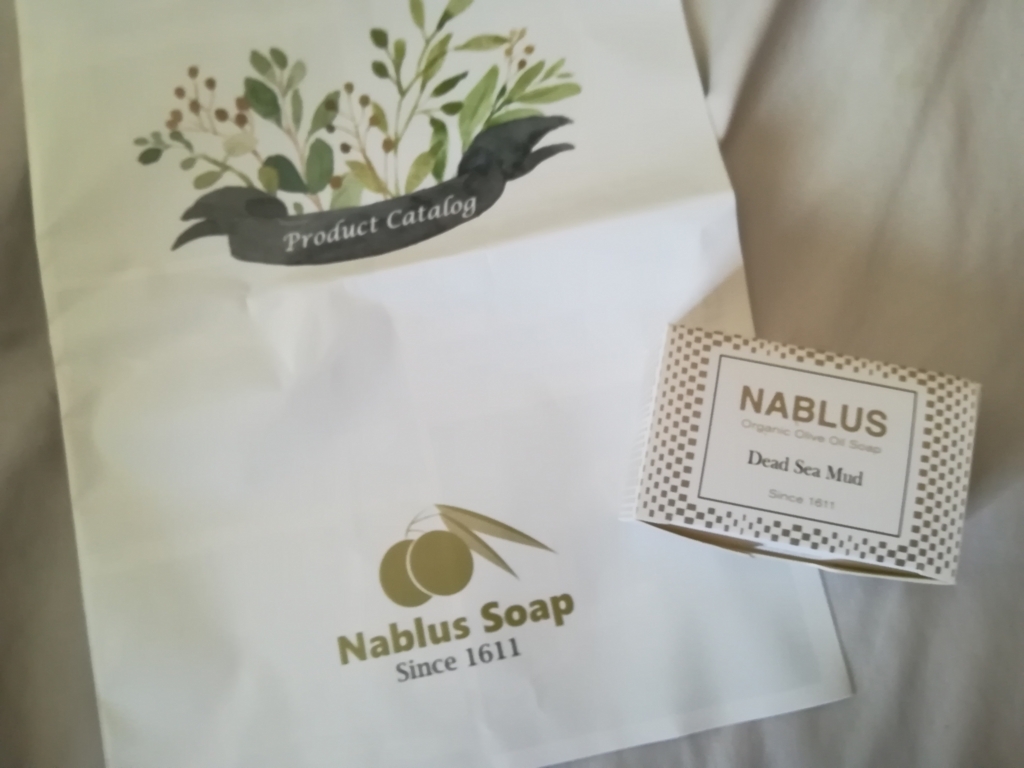 Product Catalog
Nablus Soap
Since 1611
NABLUS
Organic Olive Oil Soap
Dead Sea Mud
Since 1611